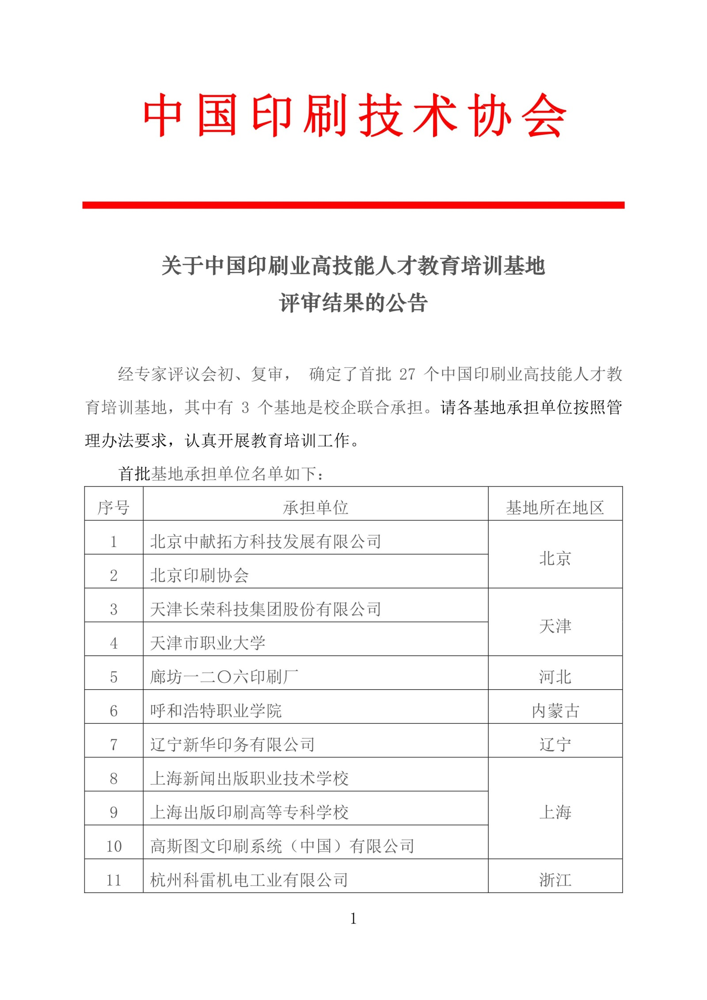 中国印刷技术协会
关于中国印刷业高技能人才教育培训基地
评审结果的公告
经专家评议会初、复审， 确定了首批 27 个中国印刷业高技能人才教
育培训基地，其中有 3 个基地是校企联合承担。请各基地承担单位按照管
理办法要求，认真开展教育培训工作。
首批基地承担单位名单如下：
序号 承担单位 基地所在地区
1 北京中献拓方科技发展有限公司 北京
2 北京印刷协会
3 天津长荣科技集团股份有限公司 天津
4 天津市职业大学
5 廊坊一二〇六印刷厂 河北
6 呼和浩特职业学院 内蒙古
7 辽宁新华印务有限公司 辽宁
8 上海新闻出版职业技术学校
9 上海出版印刷高等专科学校 上海
10 高斯图文印刷系统（中国）有限公司
11 杭州科雷机电工业有限公司 浙江
1